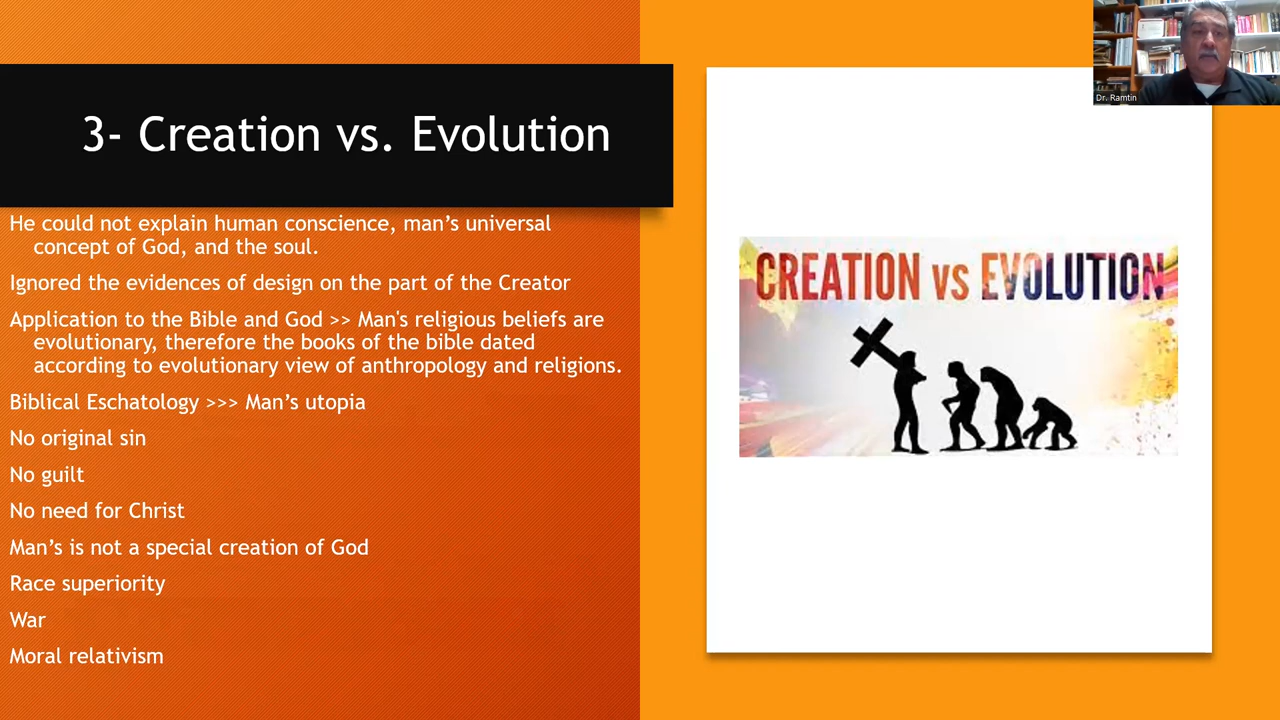 3- Creation vs. Evolution
He could not explain human conscience, man’s universal
concept of God, and the soul.
Ignored the evidences of design on the part of the Creator
Application to the Bible and God >> Man's religious beliefs are
evolutionary, therefore the books of the bible dated
according to evolutionary view of anthropology and religions.
Biblical Eschatology >>> Man’s utopia
No original sin
No guilt
No need for Christ
Man’s is not a special creation of God
Race superiority
War
Moral relativism
CREATION vs EVOLUTION
Dr. Ramtin